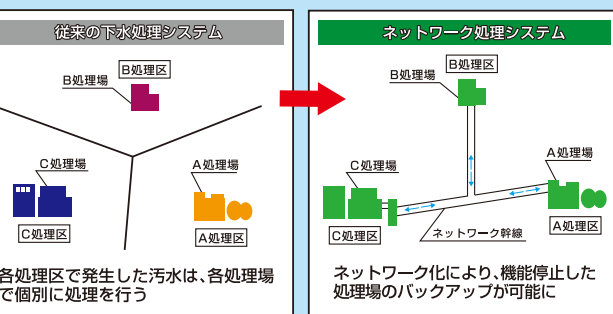 従来の下水処理システム
B処理区
B処理場
C処理場
A処理場
C処理区
A処理区
各処理区で発生した汚水は、各処理場
で個別に処理を行う
ネットワーク処理システム
B処理区
B処理場
C処理場
A処理場
C処理区
ネットワーク幹線
A処理区
ネットワーク化により、機能停止した
処理場のバックアップが可能に